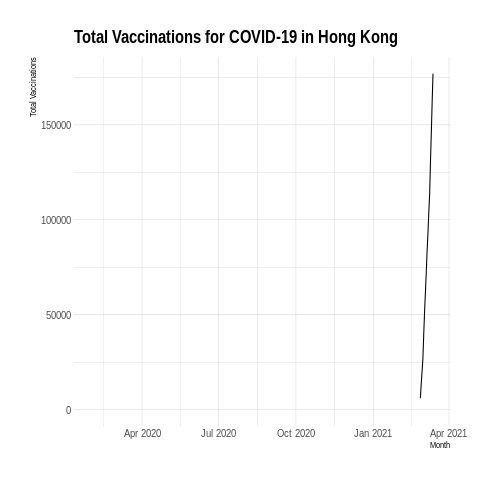 Total Vaccinations for COVID-19 in Hong Kong
Total Vaccinations
150000
100000
50000
0
Apr 2020 Jul 2020 Oct 2020 Jan 2021 Apr 2021
Month